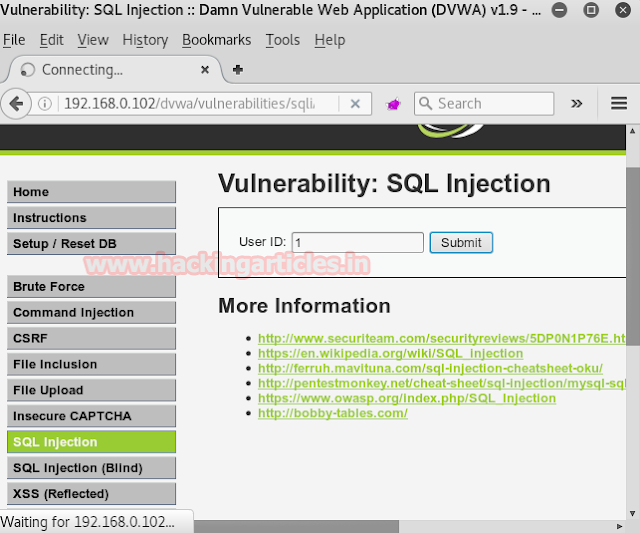 Vulnerability: SQL Injection :: Damn Vulnerable Web Application (DVWA) v1.9 - ...
File Edit View History Bookmarks Tools Help
Connecting...
192.168.0.102/dvwa/vulnerabilities/sqli/
Search
Home
Instructions
Setup / Reset DB
Brute Force
Command Injection
CSRF
File Inclusion
File Upload
Insecure CAPTCHA
SQL Injection
SQL Injection (Blind)
XSS (Reflected)
Vulnerability: SQL Injection
User ID: 1 Submit
www.hackingarticles.in
More Information
http://www.securiteam.com/securityreviews/5DP0N1P76E.ht
https://en.wikipedia.org/wiki/SQL_injection
http://ferruh.mavituna.com/sql-injection-cheatsheet-oku/
http://pentestmonkey.net/cheat-sheet/sql-injection/mysql-sql
https://www.owasp.org/index.php/SQL_Injection
http://bobby-tables.com/
Waiting for 192.168.0.102...